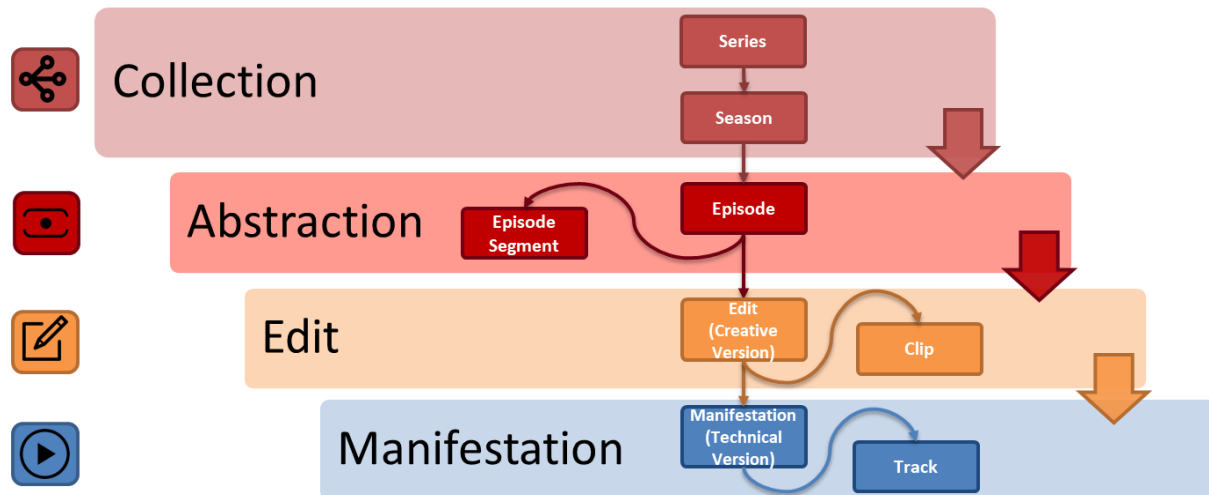 Collection
Series
Season
Abstraction
Episode
Segment
Episode
Edit
Edit
(Creative
Version)
Clip
Manifestation
Manifestation
(Technical
Version)
Track